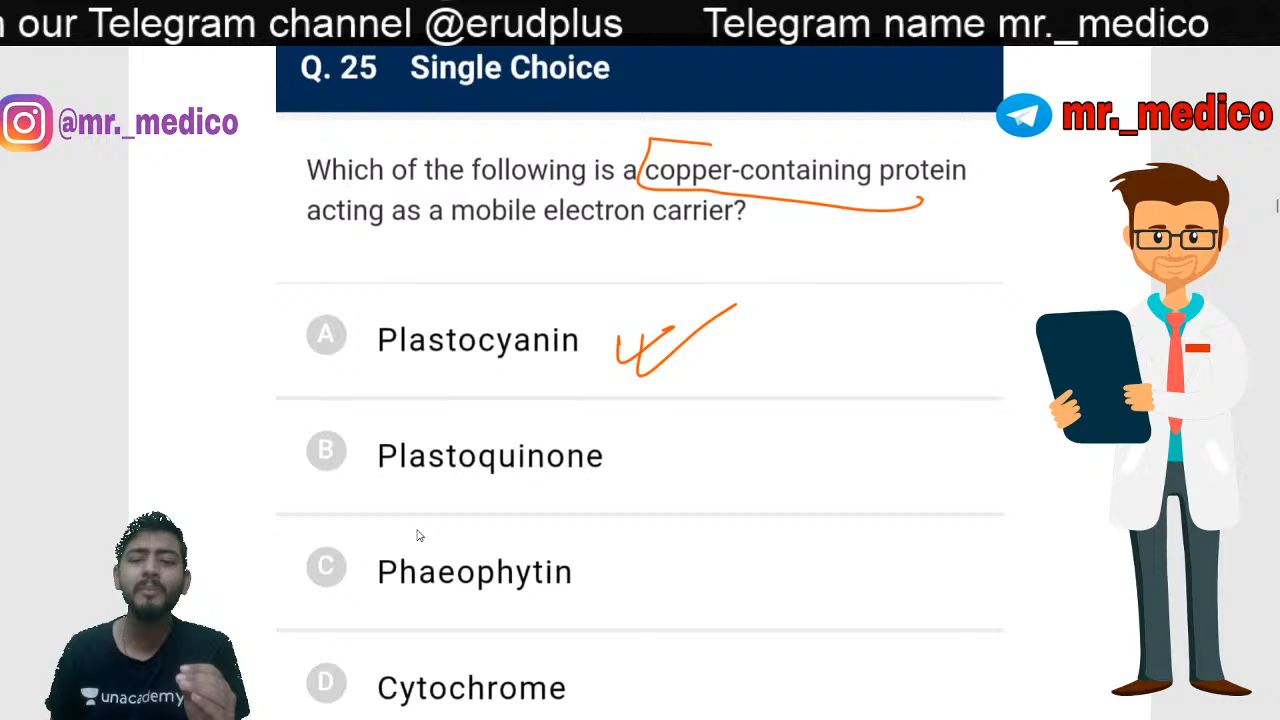 n our Telegram channel @erudplus Telegram name mr._medico
Q. 25 Single Choice
@mr._medico
mr._medico
Which of the following is a copper-containing protein
acting as a mobile electron carrier?
A Plastocyanin
B Plastoquinone
C Phaeophytin
D Cytochrome
unacademy